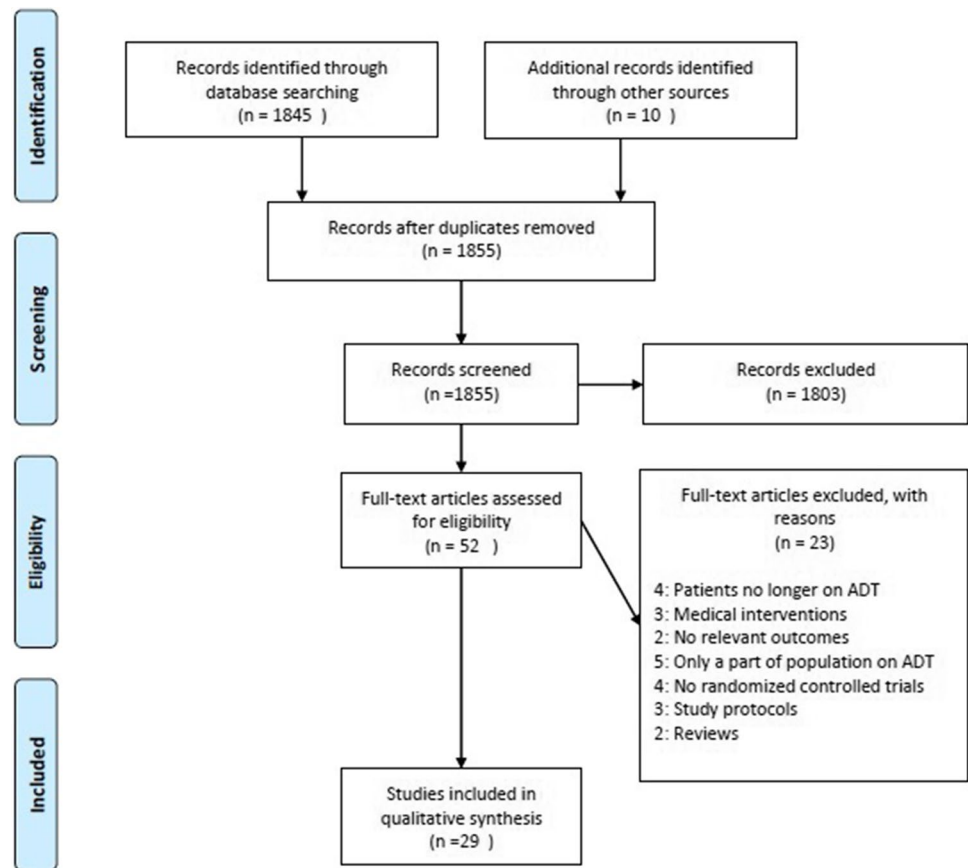 Identification
Records identified through
database searching
(n = 1845 )
Additional records identified
through other sources
(n = 10 )
Records after duplicates removed
(n = 1855)
Screening
Records screened
(n =1855)
Records excluded
(n = 1803)
Eligibility
Full-text articles assessed
for eligibility
(n = 52 )
Full-text articles excluded, with
reasons
(n = 23)
4: Patients no longer on ADT
3: Medical interventions
2: No relevant outcomes
5: Only a part of population on ADT
4: No randomized controlled trials
3: Study protocols
2: Reviews
Included
Studies included in
qualitative synthesis
(n =29 )